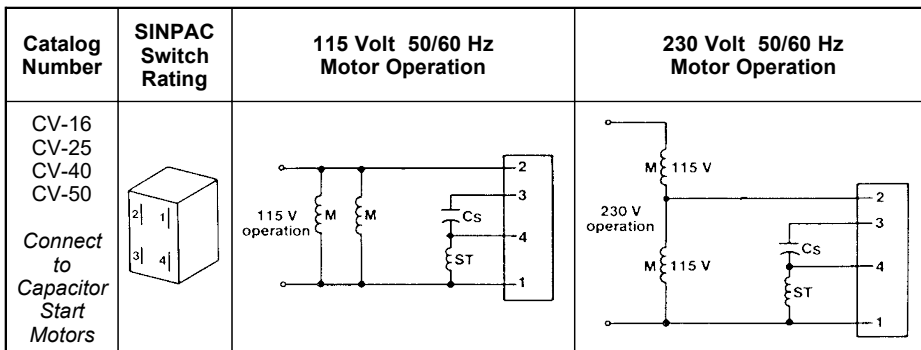 Catalog Number
SINPAC Switch Rating
115 Volt 50/60 Hz
Motor Operation
230 Volt 50/60 Hz
Motor Operation
CV-16
CV-25
CV-40
CV-50
Connect
to
Capacitor
Start
Motors
2 1
3 4
115 V
operation
M
M
Cs
ST
2
3
4
1
230 V
operation
M 115 V
M 115 V
Cs
ST
2
3
4
1